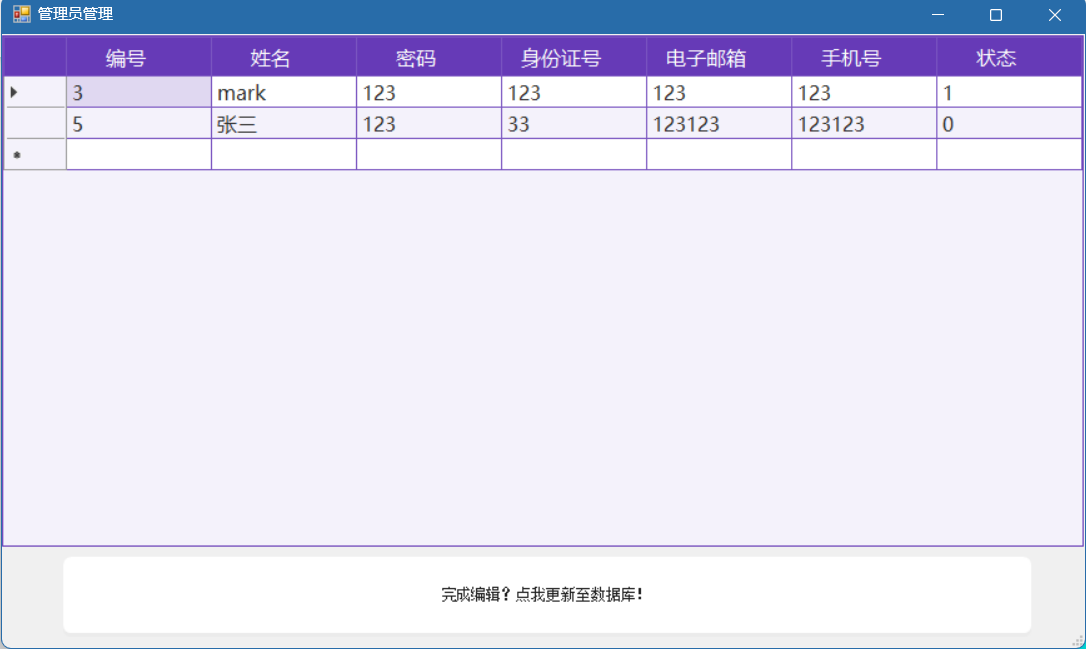 管理员管理
编号 姓名 密码 身份证号 电子邮箱 手机号 状态
3 mark 123 123 123 123 1
5 张三 123 33 123123 123123 0
*
完成编辑？点我更新至数据库！